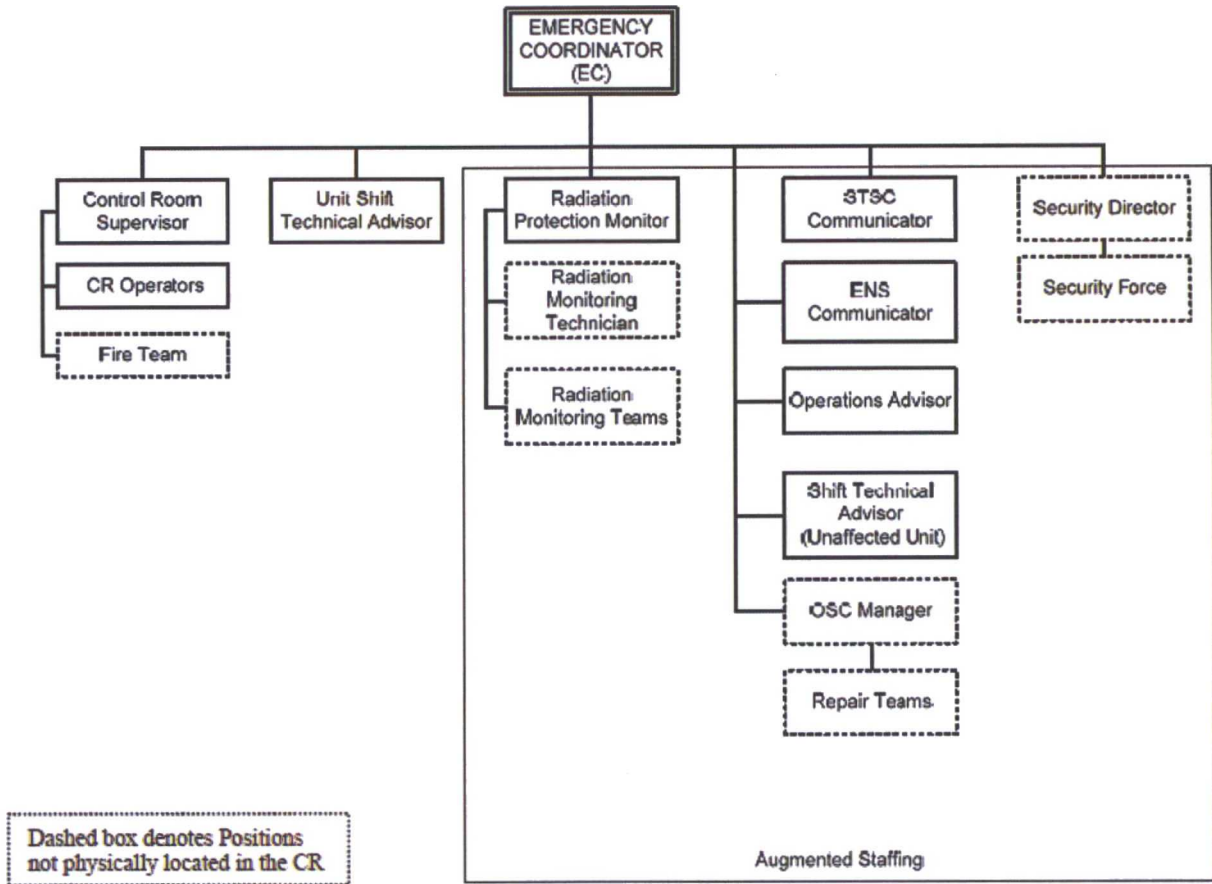 EMERGENCY
COORDINATOR
(EC)
Control Room
Supervisor
CR Operators
Fire Team
Unit Shift
Technical Advisor
Radiation
Protection Monitor
Radiation
Monitoring
Technician
Radiation
Monitoring Teams
STSC
Communicator
ENS
Communicator
Operations Advisor
Shift Technical
Advisor
(Unaffected Unit)
OSC Manager
Repair Teams
Security Director
Security Force
Dashed box denotes Positions
not physically located in the CR
Augmented Staffing